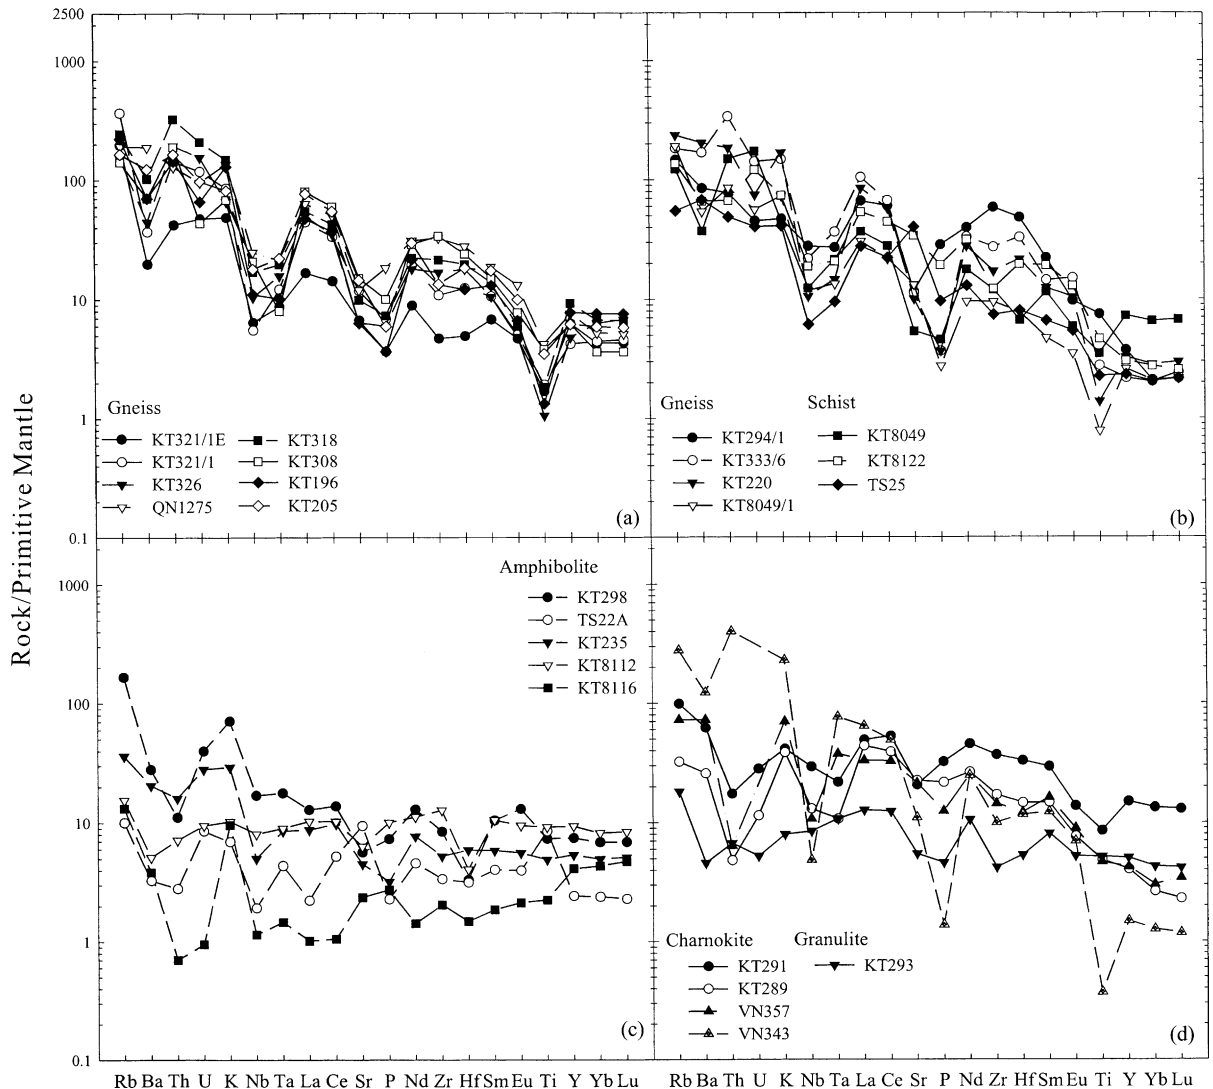 2500
1000
100
10
1
Gneiss
KT321/1E
KT318
KT321/1
KT308
KT326
KT196
QN1275
KT205
(a)
Gneiss
Schist
KT294/1
KT8049
KT333/6
KT8122
KT220
TS25
KT8049/1
(b)
Rock/Primitive Mantle
0.1
1000
100
10
1
0.1
Amphibolite
KT298
TS22A
KT235
KT8112
KT8116
(c)
Charnokite
Granulite
KT291
KT293
KT289
VN357
VN343
(d)
Rb Ba Th U K Nb Ta La Ce Sr P Nd Zr Hf Sm Eu Ti Y Yb Lu
Rb Ba Th U K Nb Ta La Ce Sr P Nd Zr Hf Sm Eu Ti Y Yb Lu